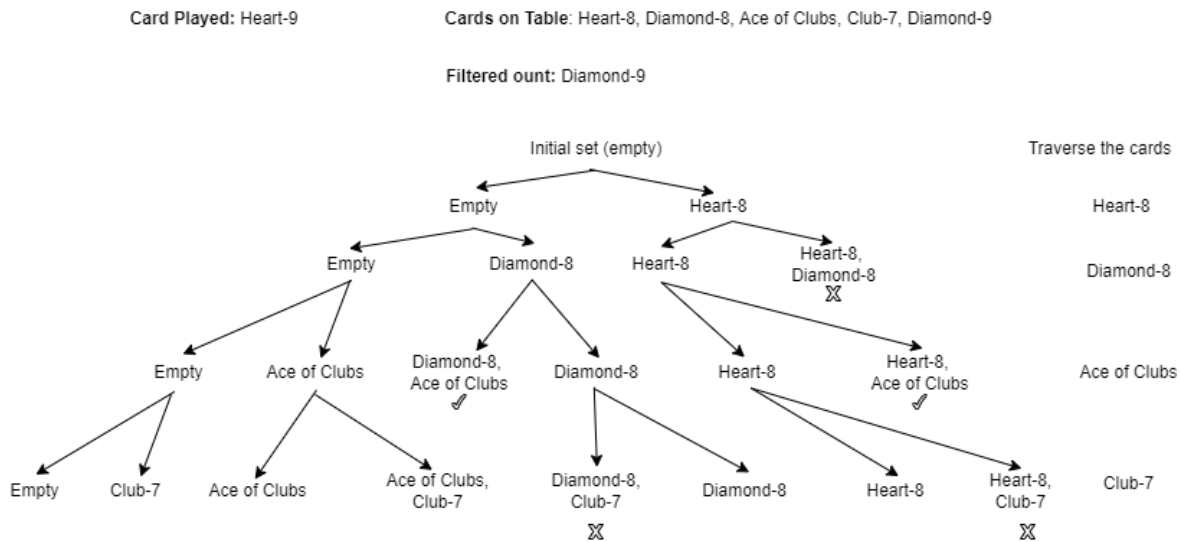 Card Played: Heart-9
Cards on Table: Heart-8, Diamond-8, Ace of Clubs, Club-7, Diamond-9
Filtered ount: Diamond-9
Initial set (empty)
Traverse the cards
Empty
Heart-8
Heart-8
Empty
Diamond-8
Heart-8
Heart-8,
Diamond-8
Diamond-8
Empty
Ace of Clubs
Diamond-8,
Ace of Clubs
Diamond-8
Heart-8
Heart-8,
Ace of Clubs
Ace of Clubs
Empty
Club-7
Ace of Clubs
Ace of Clubs,
Club-7
Diamond-8,
Club-7
Diamond-8
Heart-8
Heart-8,
Club-7
Club-7